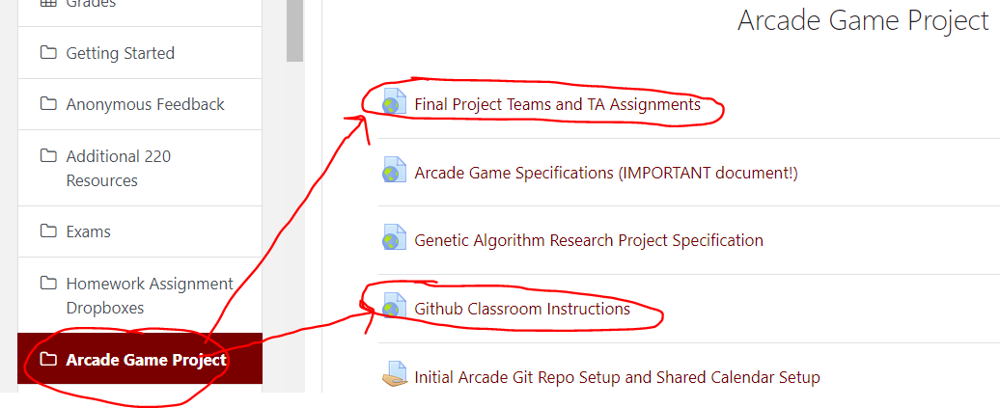 Grades
Getting Started
Anonymous Feedback
Additional 220
Resources
Exams
Homework Assignment
Dropboxes
Arcade Game Project
Arcade Game Project
Final Project Teams and TA Assignments
Arcade Game Specifications (IMPORTANT document!)
Genetic Algorithm Research Project Specification
Github Classroom Instructions
Initial Arcade Git Repo Setup and Shared Calendar Setup